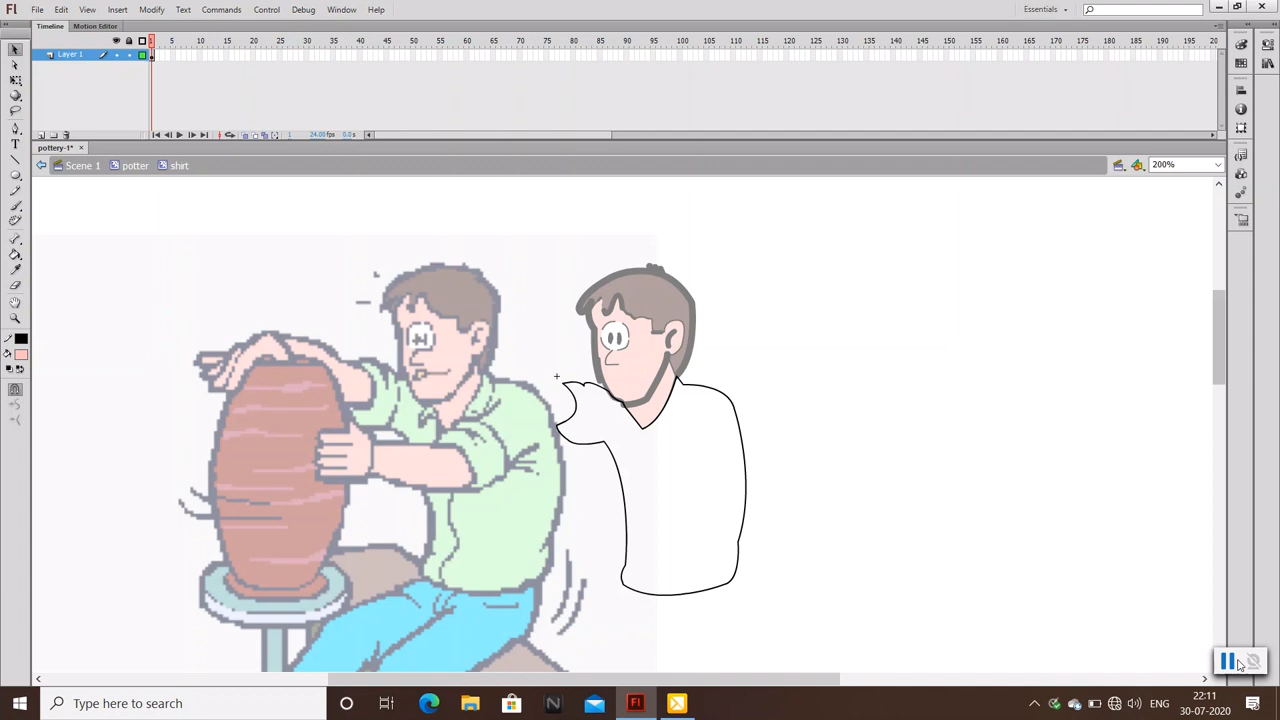 Fl File Edit View Insert Modify Text Commands Control Debug Window Help Essentials
Timeline Motion Editor
1 5 10 15 20 25 30 35 40 45 50 55 60 65 70 75 80 85 90 95 100 105 110 115 120 125 130 135 140 145 150 155 160 165 170 175 180 185 190 195 20
Layer 1
1 24.00 fps 0.0 s
pottery-1* ×
Scene 1 potter shirt 200%
T
Type here to search N Fl ENG 22:11
30-07-2020